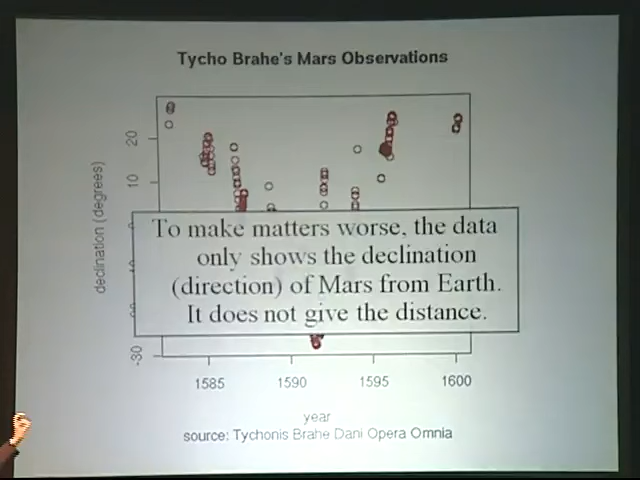 Tycho Brahe's Mars Observations
declination (degrees)
20
10
To make matters worse, the data
only shows the declination
(direction) of Mars from Earth.
It does not give the distance.
-30
1585 1590 1595 1600
year
source: Tychonis Brahe Dani Opera Omnia